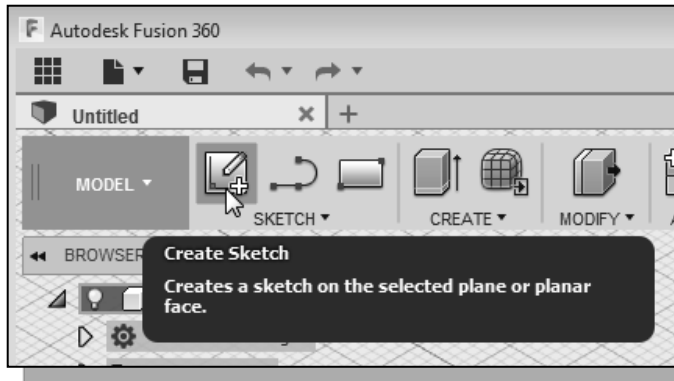 F Autodesk Fusion 360
Untitled
MODEL
SKETCH
CREATE
MODIFY
BROWSER
Create Sketch
Creates a sketch on the selected plane or planar
face.